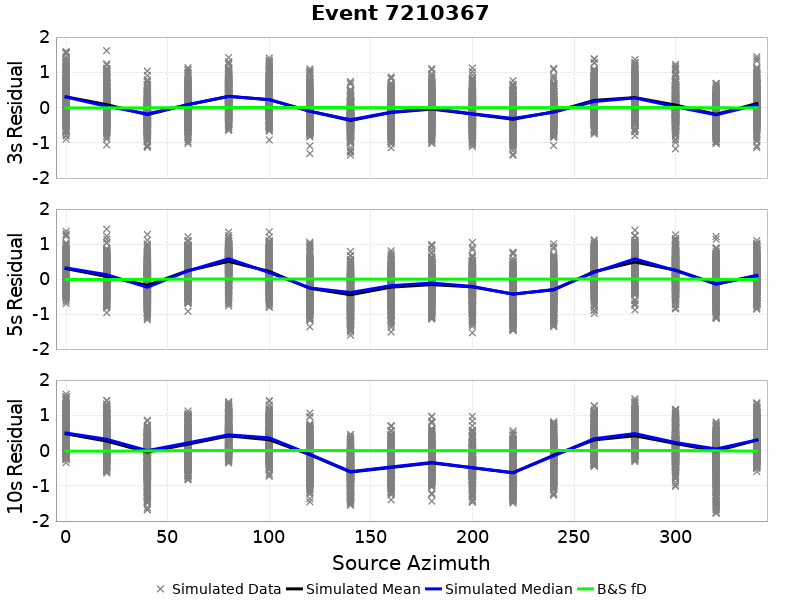 Event 7210367
2
1
0
-1
-2
3s Residual
2
1
0
-1
-2
5s Residual
2
1
0
-1
-2
10s Residual
0 50 100 150 200 250 300
Source Azimuth
Simulated Data Simulated Mean Simulated Median B&S fD